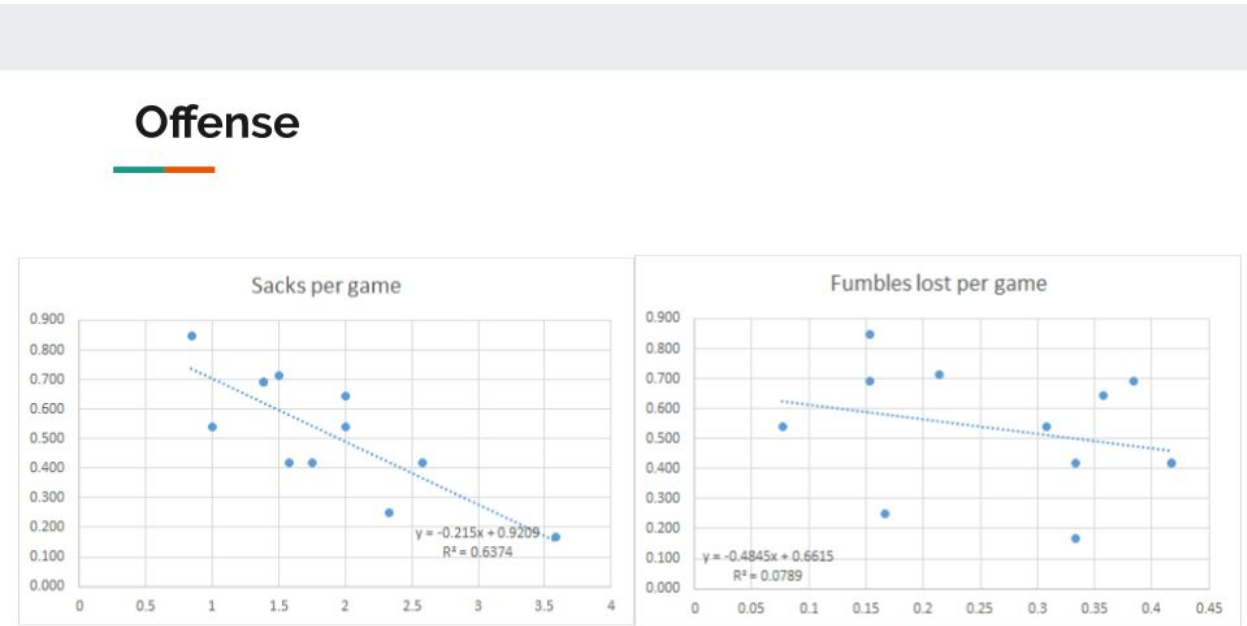 Offense
Sacks per game
0.900
0.800
0.700
0.600
0.500
0.400
0.300
0.200
0.100
0.000
y = -0.215x + 0.9209
R² = 0.6374
0 0.5 1 1.5 2 2.5 3 3.5 4
Fumbles lost per game
0.900
0.800
0.700
0.600
0.500
0.400
0.300
0.200
0.100
0.000
y = -0.4845x + 0.6615
R² = 0.0789
0 0.05 0.1 0.15 0.2 0.25 0.3 0.35 0.4 0.45